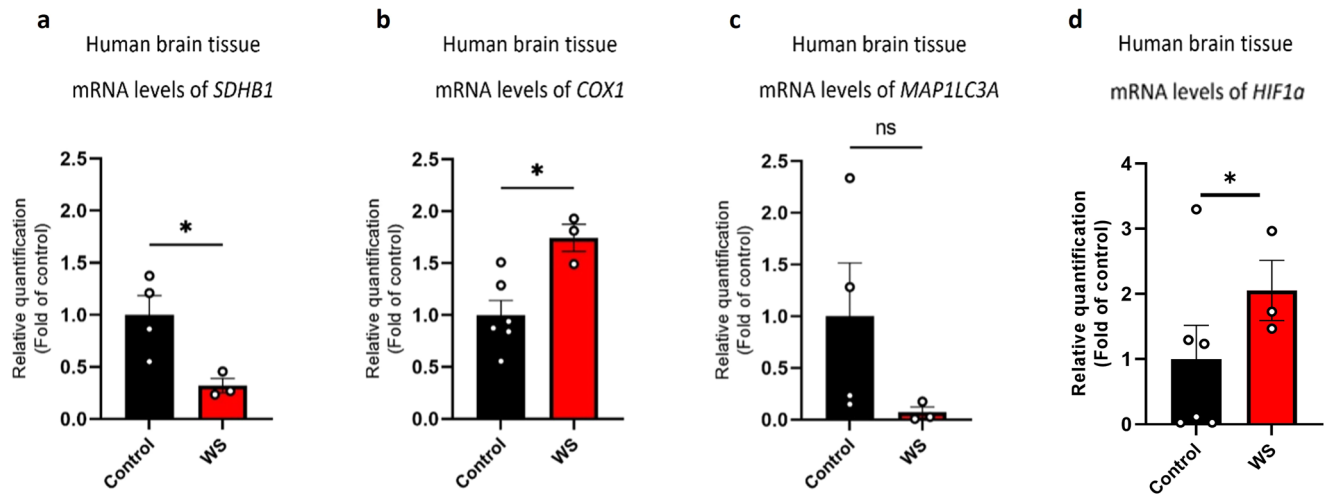 a
Human brain tissue
mRNA levels of SDHB1
*
Relative quantification
(Fold of control)
2.5
2.0
1.5
1.0
0.5
0.0
Control
WS
b
Human brain tissue
mRNA levels of COX1
*
Relative quantification
(Fold of control)
2.5
2.0
1.5
1.0
0.5
0.0
Control
WS
c
Human brain tissue
mRNA levels of MAP1LC3A
ns
Relative quantification
(Fold of control)
2.5
2.0
1.5
1.0
0.5
0.0
Control
WS
d
Human brain tissue
mRNA levels of HIF1a
*
Relative quantification
(Fold of control)
4
3
2
1
0
Control
WS